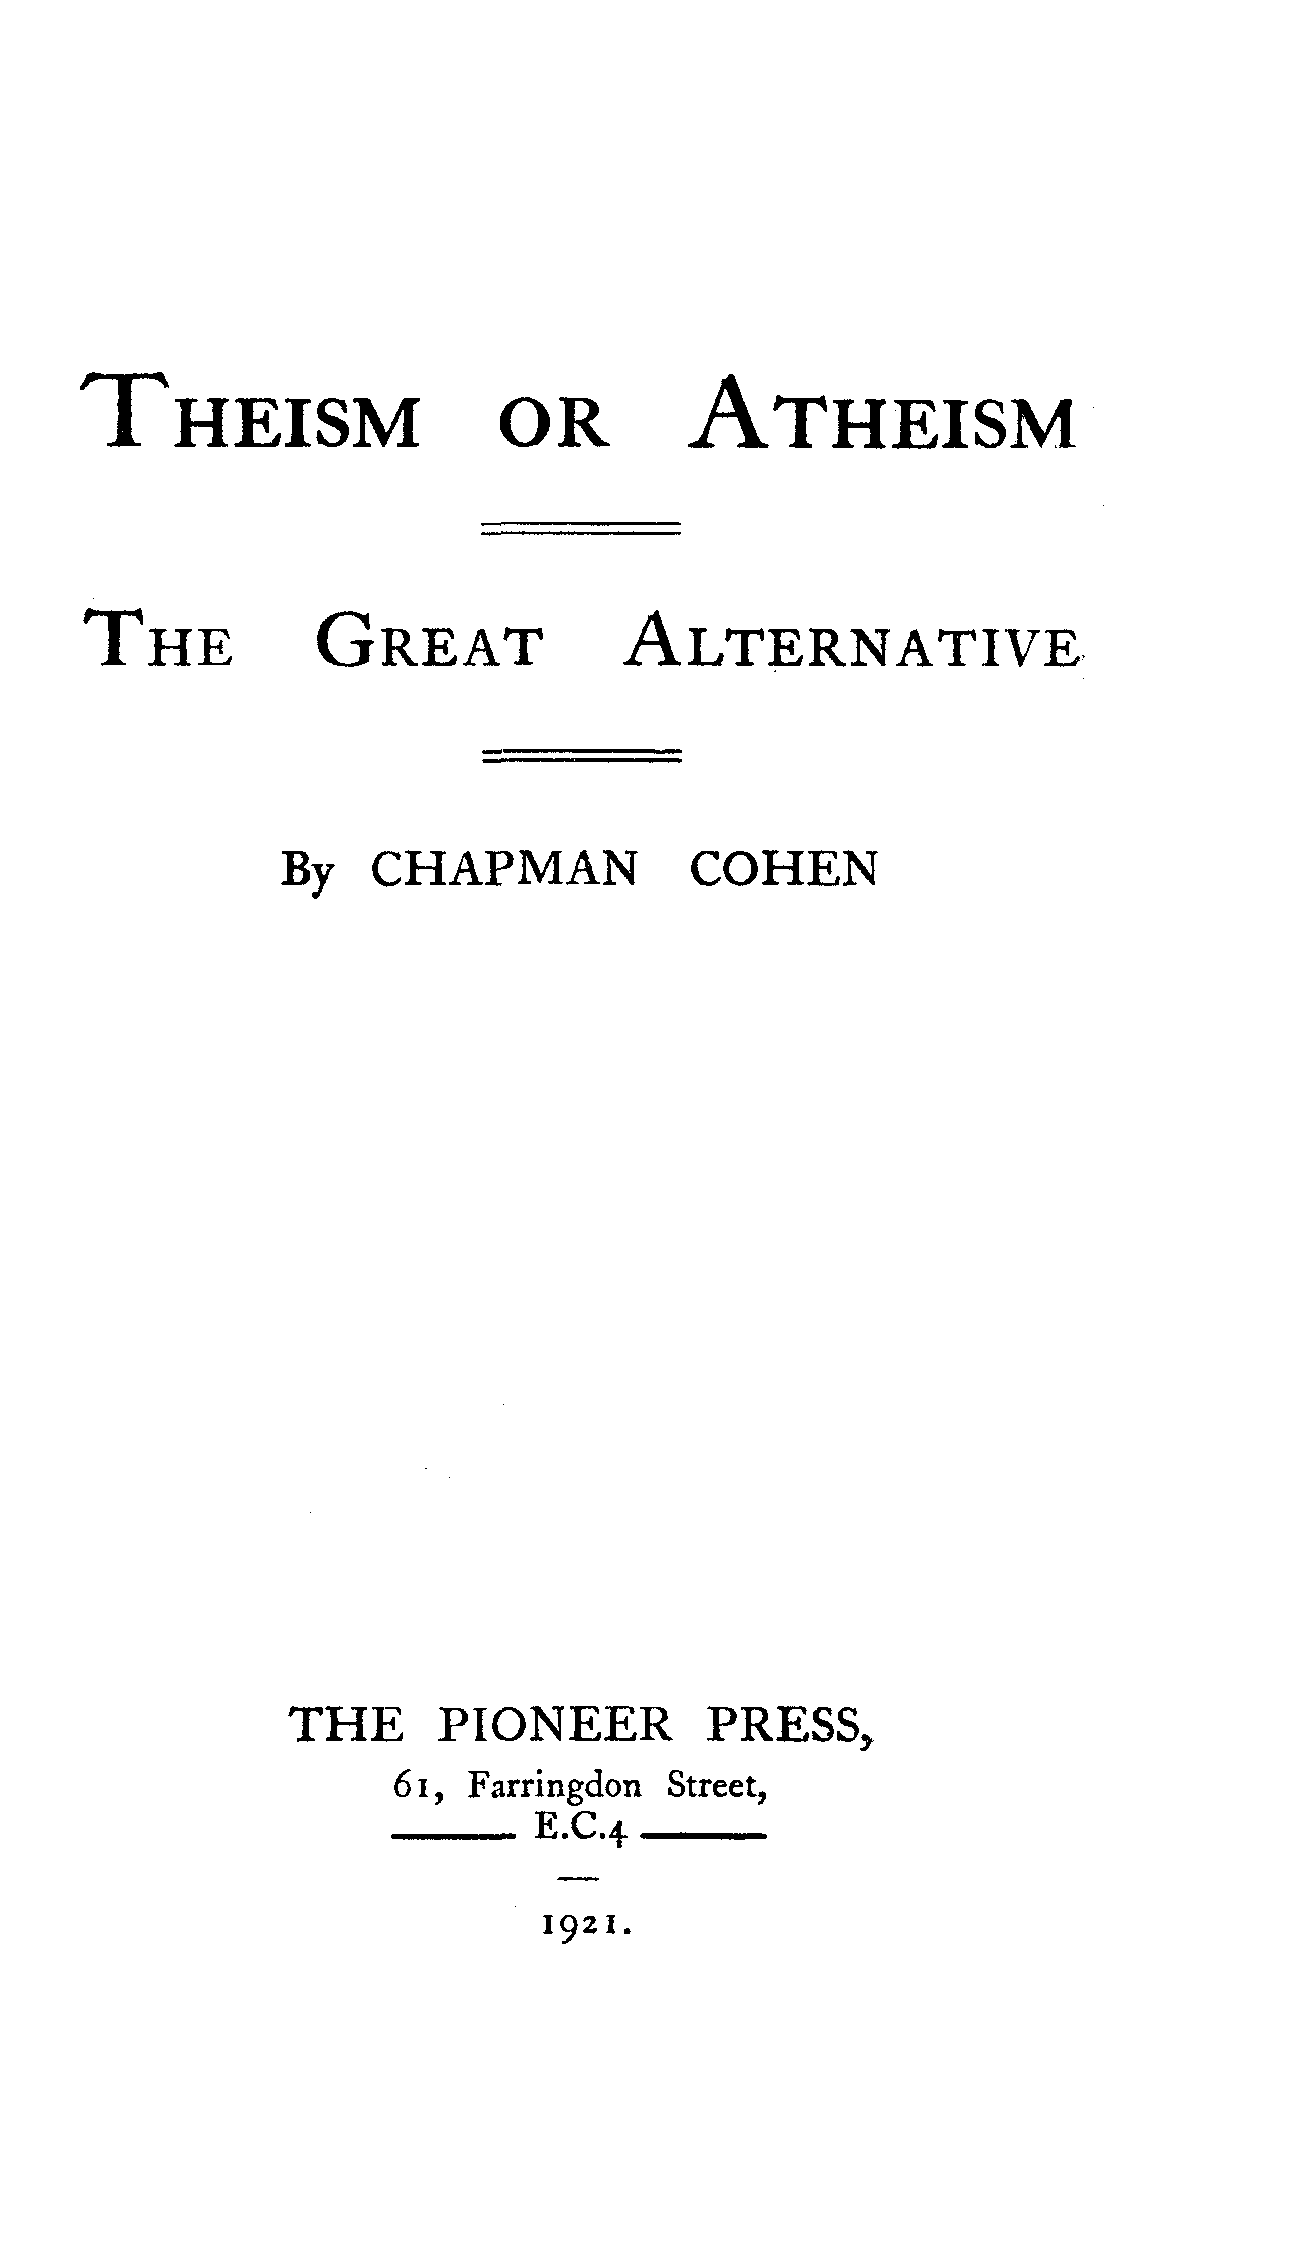 THEISM OR ATHEISM
THE GREAT ALTERNATIVE
By CHAPMAN COHEN
THE PIONEER PRESS,
61, Farringdon Street,
E.C.4
1921.